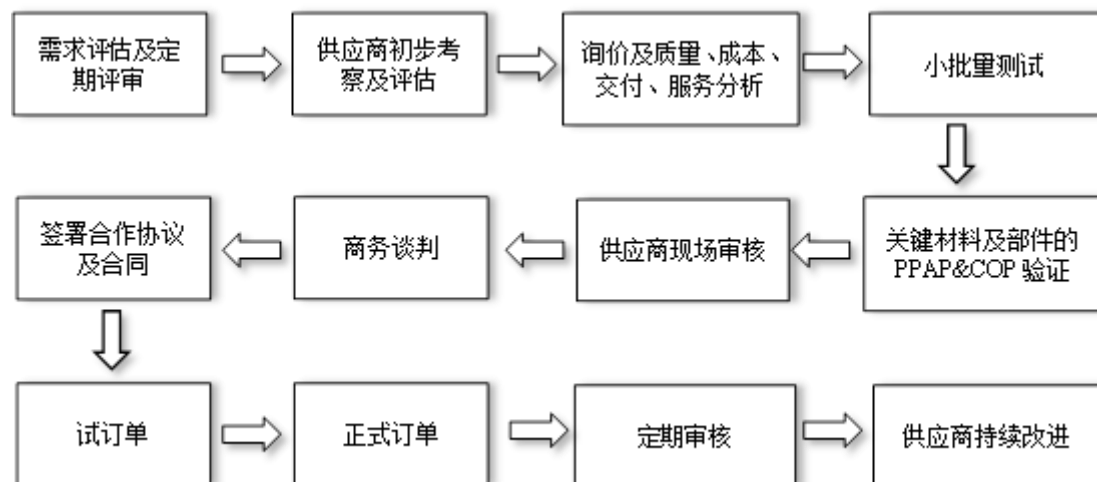 需求评估及定
期评审
供应商初步考
察及评估
询价及质量、成本、
交付、服务分析
小批量测试
关键材料及部件的
PPAP&COP 验证
供应商现场审核
商务谈判
签署合作协议
及合同
试订单
正式订单
定期审核
供应商持续改进